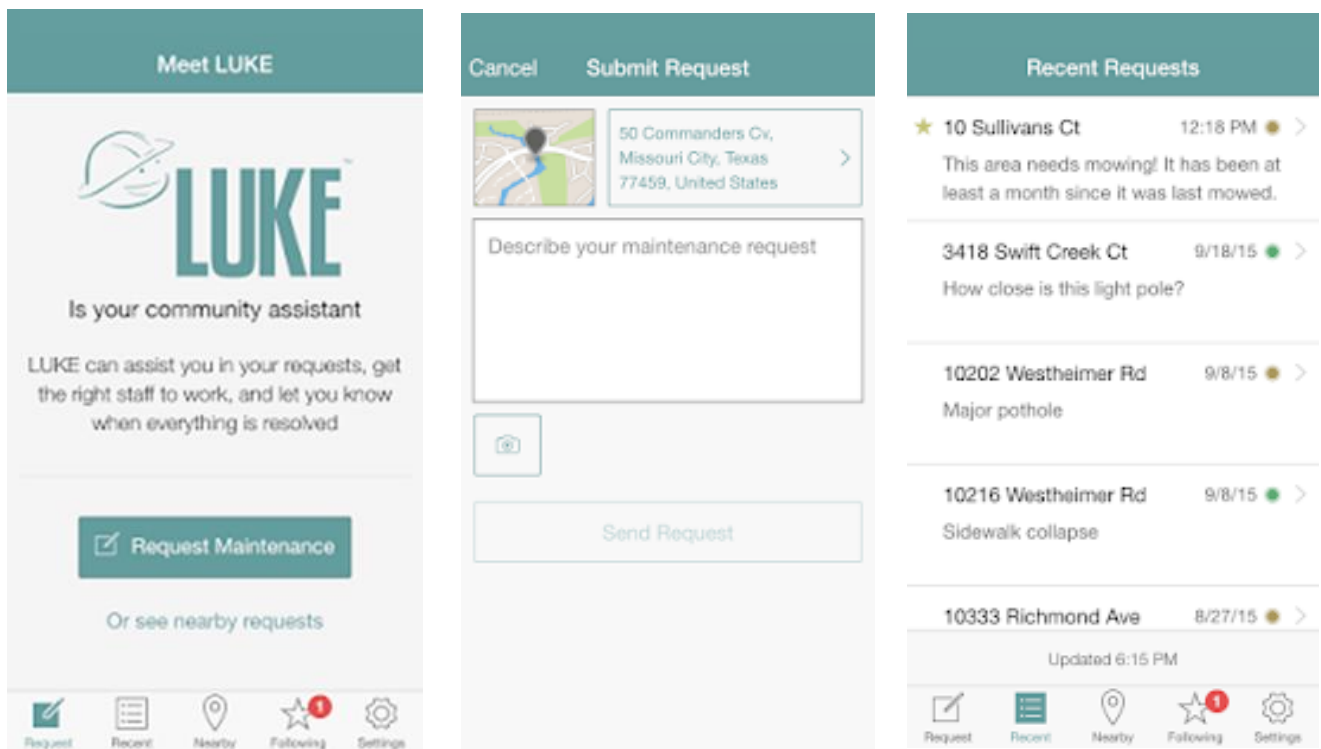 Meet LUKE
LUKE™
Is your community assistant
LUKE can assist you in your requests, get
the right staff to work, and let you know
when everything is resolved
Request Maintenance
Or see nearby requests
Request
Recent
Nearby
1
Following
Settings
Cancel
Submit Request
50 Commanders Cv,
Missouri City, Texas
77459, United States
Describe your maintenance request
Send Request
Recent Requests
10 Sullivans Ct 12:18 PM
This area needs mowing! It has been at
least a month since it was last mowed.
3418 Swift Creek Ct 9/18/15
How close is this light pole?
10202 Westheimer Rd 9/8/15
Major pothole
10216 Westheimer Rd 9/8/15
Sidewalk collapse
10333 Richmond Ave 8/27/15
Updated 6:15 PM
Request
Recent
Nearby
1
Following
Settings